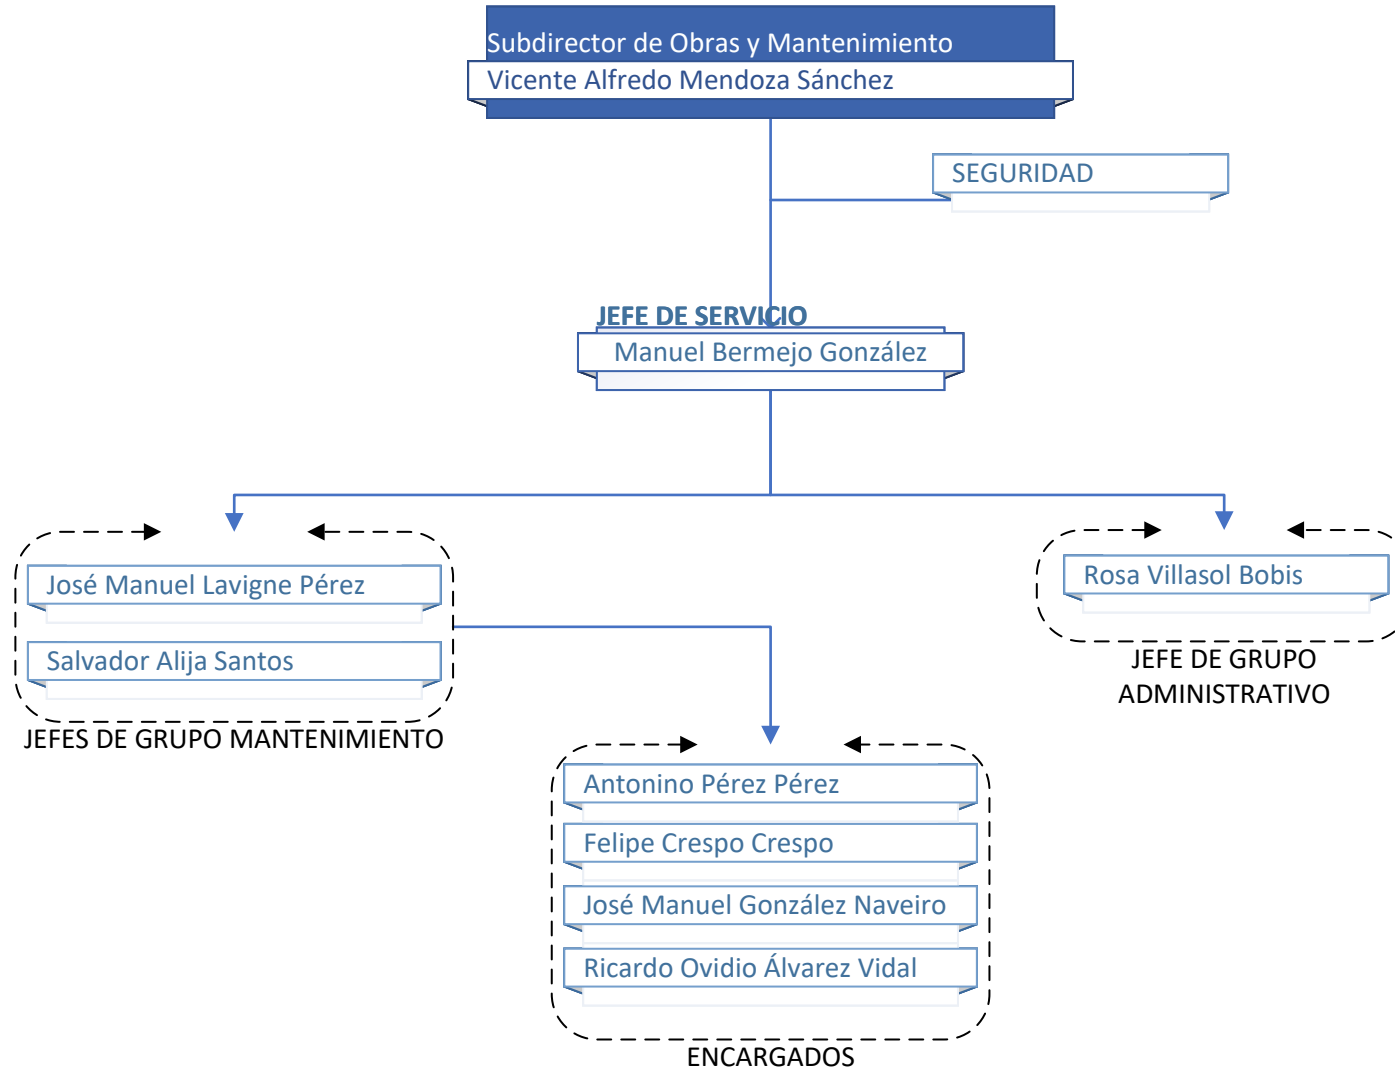 Subdirector de Obras y Mantenimiento
Vicente Alfredo Mendoza Sánchez
SEGURIDAD
JEFE DE SERVICIO
Manuel Bermejo González
José Manuel Lavigne Pérez
Salvador Alija Santos
JEFES DE GRUPO MANTENIMIENTO
Rosa Villasol Bobis
JEFE DE GRUPO
ADMINISTRATIVO
Antonino Pérez Pérez
Felipe Crespo Crespo
José Manuel González Naveiro
Ricardo Ovidio Álvarez Vidal
ENCARGADOS